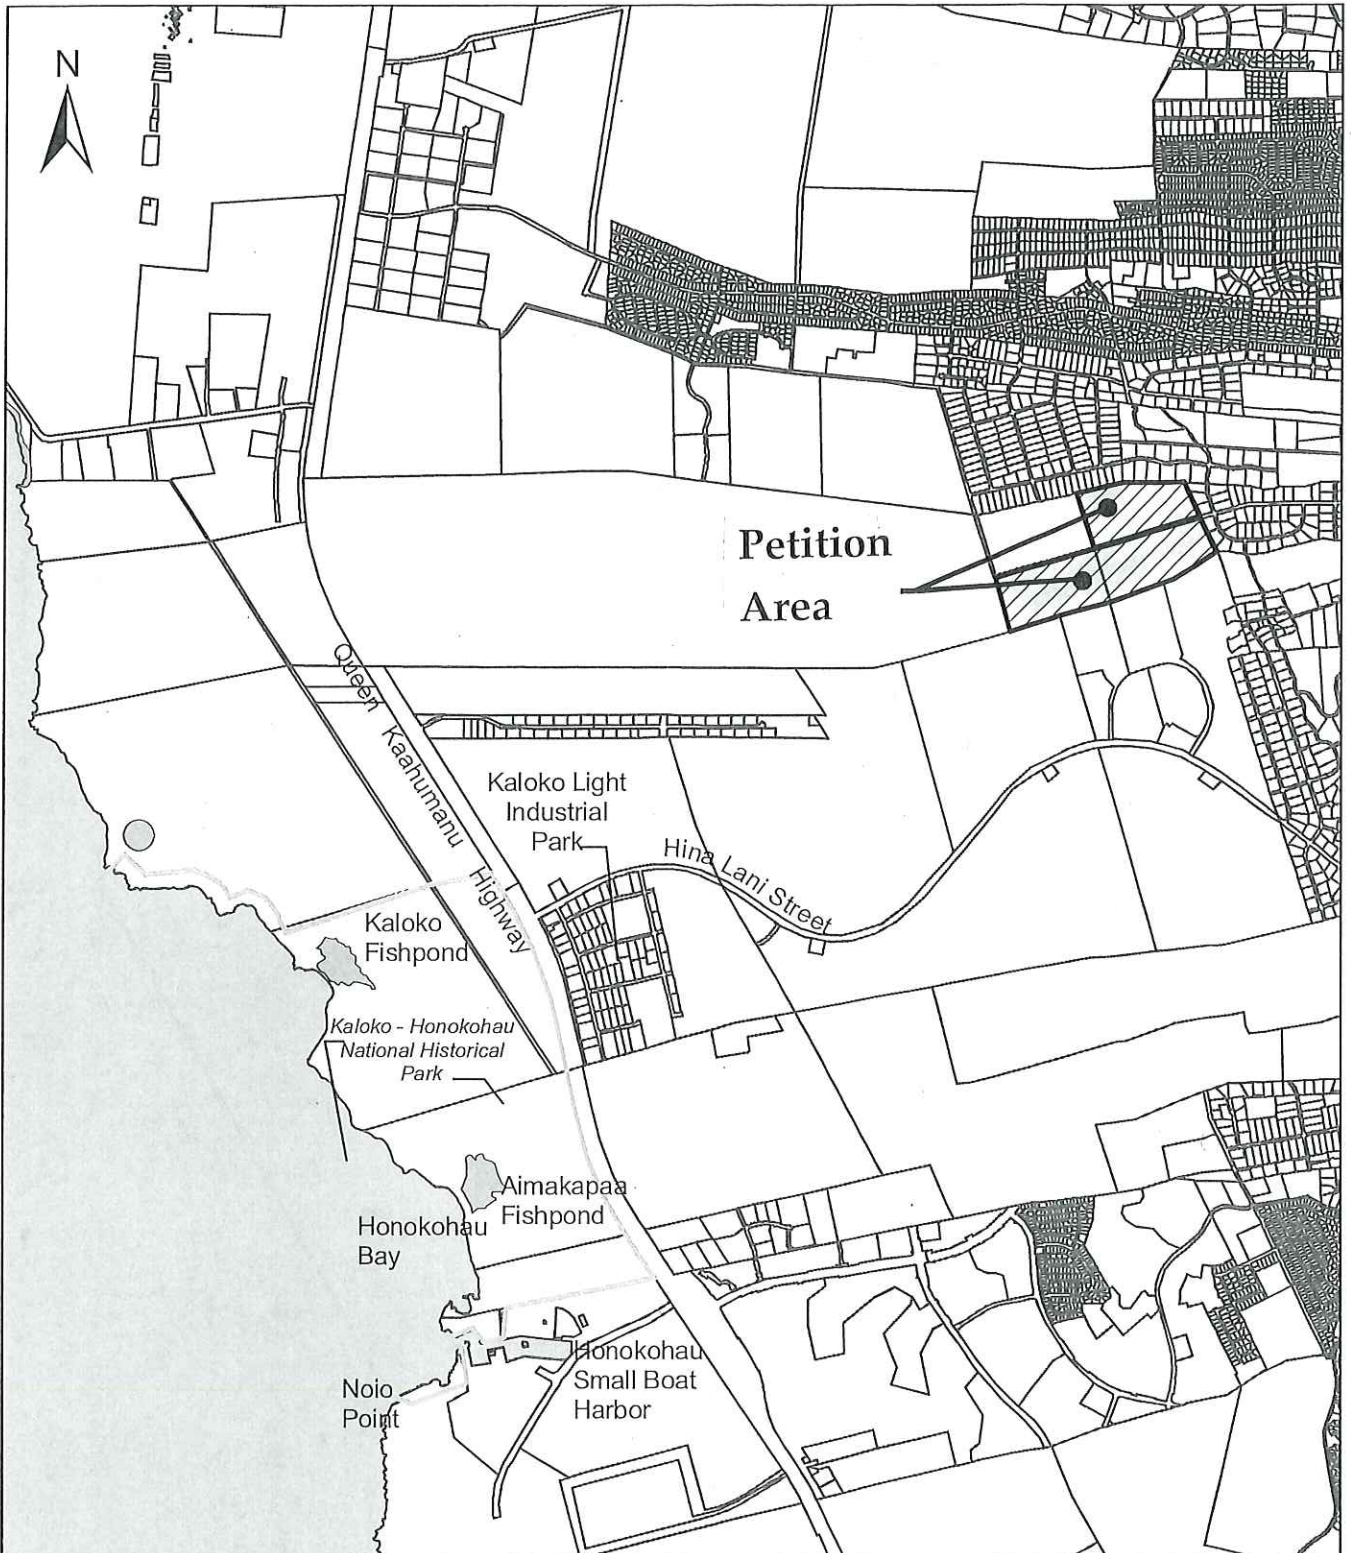 N
Petition
Area
Queen Kaahumanu Highway
Kaloko Light
Industrial
Park
Hina Lani Street
Kaloko
Fishpond
Kaloko - Honokohau
National Historical
Park
Aimakapaa
Fishpond
Honokohau
Bay
Honokohau
Small Boat
Harbor
Noio
Point